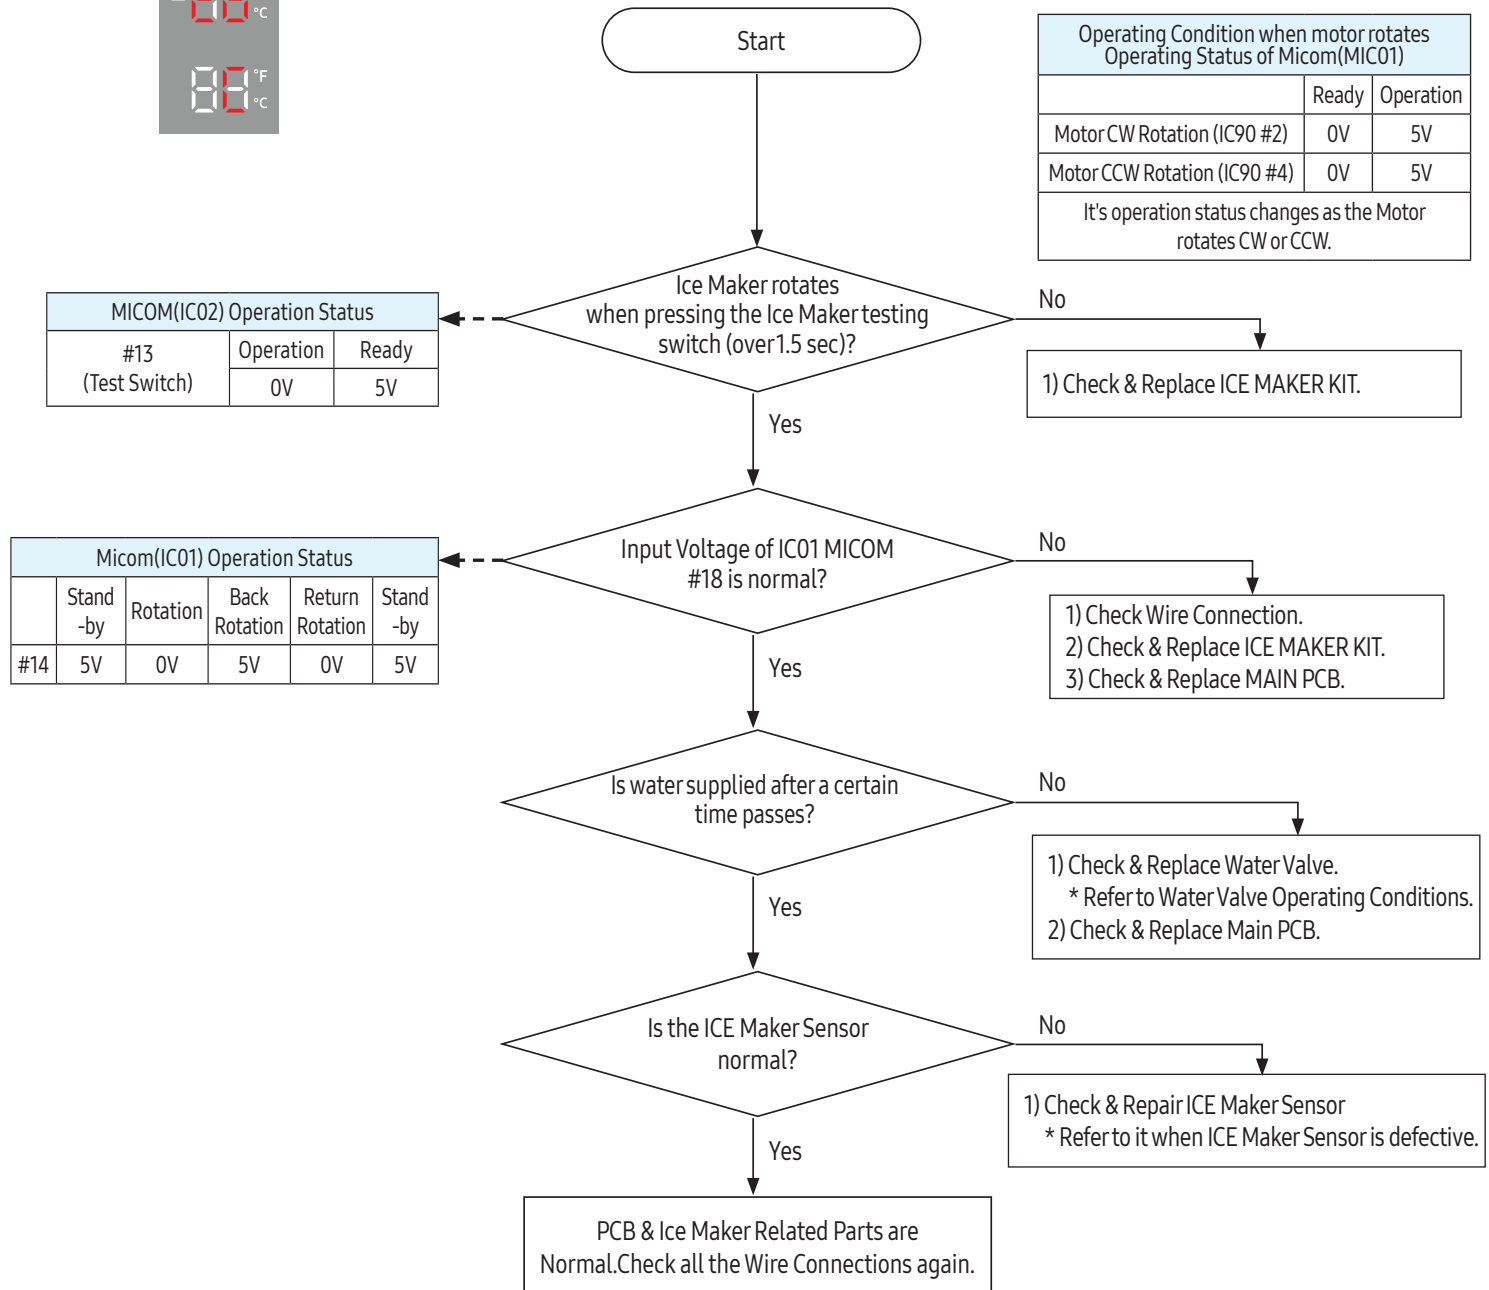 °C
°F
°C
Start
Operating Condition when motor rotates
Operating Status of Micom(MIC01)
Ready Operation
Motor CW Rotation (IC90 #2) 0V 5V
Motor CCW Rotation (IC90 #4) 0V 5V
It's operation status changes as the Motor
rotates CW or CCW.
Ice Maker rotates
when pressing the Ice Maker testing
switch (over 1.5 sec)?
MICOM(IC02) Operation Status
#13
(Test Switch)
Operation Ready
0V 5V
No
1) Check & Replace ICE MAKER KIT.
Yes
Input Voltage of IC01 MICOM
#18 is normal?
Micom(IC01) Operation Status
Stand
-by
Rotation
Back
Rotation
Return
Rotation
Stand
-by
#14 5V 0V 5V 0V 5V
No
1) Check Wire Connection.
2) Check & Replace ICE MAKER KIT.
3) Check & Replace MAIN PCB.
Yes
Is water supplied after a certain
time passes?
No
1) Check & Replace Water Valve.
* Refer to Water Valve Operating Conditions.
2) Check & Replace Main PCB.
Yes
Is the ICE Maker Sensor
normal?
No
1) Check & Repair ICE Maker Sensor
* Refer to it when ICE Maker Sensor is defective.
Yes
PCB & Ice Maker Related Parts are
Normal.Check all the Wire Connections again.